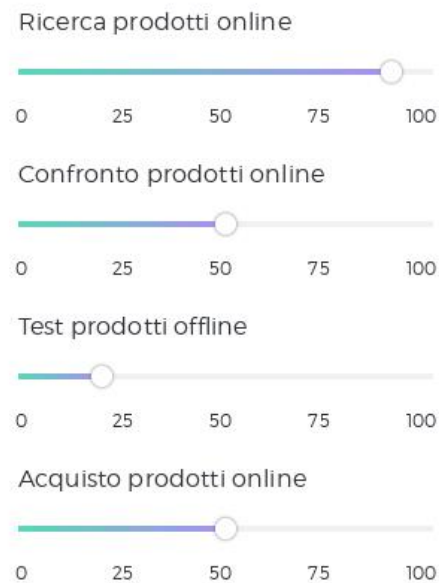 Ricerca prodotti online
0 25 50 75 100
Confronto prodotti online
0 25 50 75 100
Test prodotti offline
0 25 50 75 100
Acquisto prodotti online
0 25 50 75 100